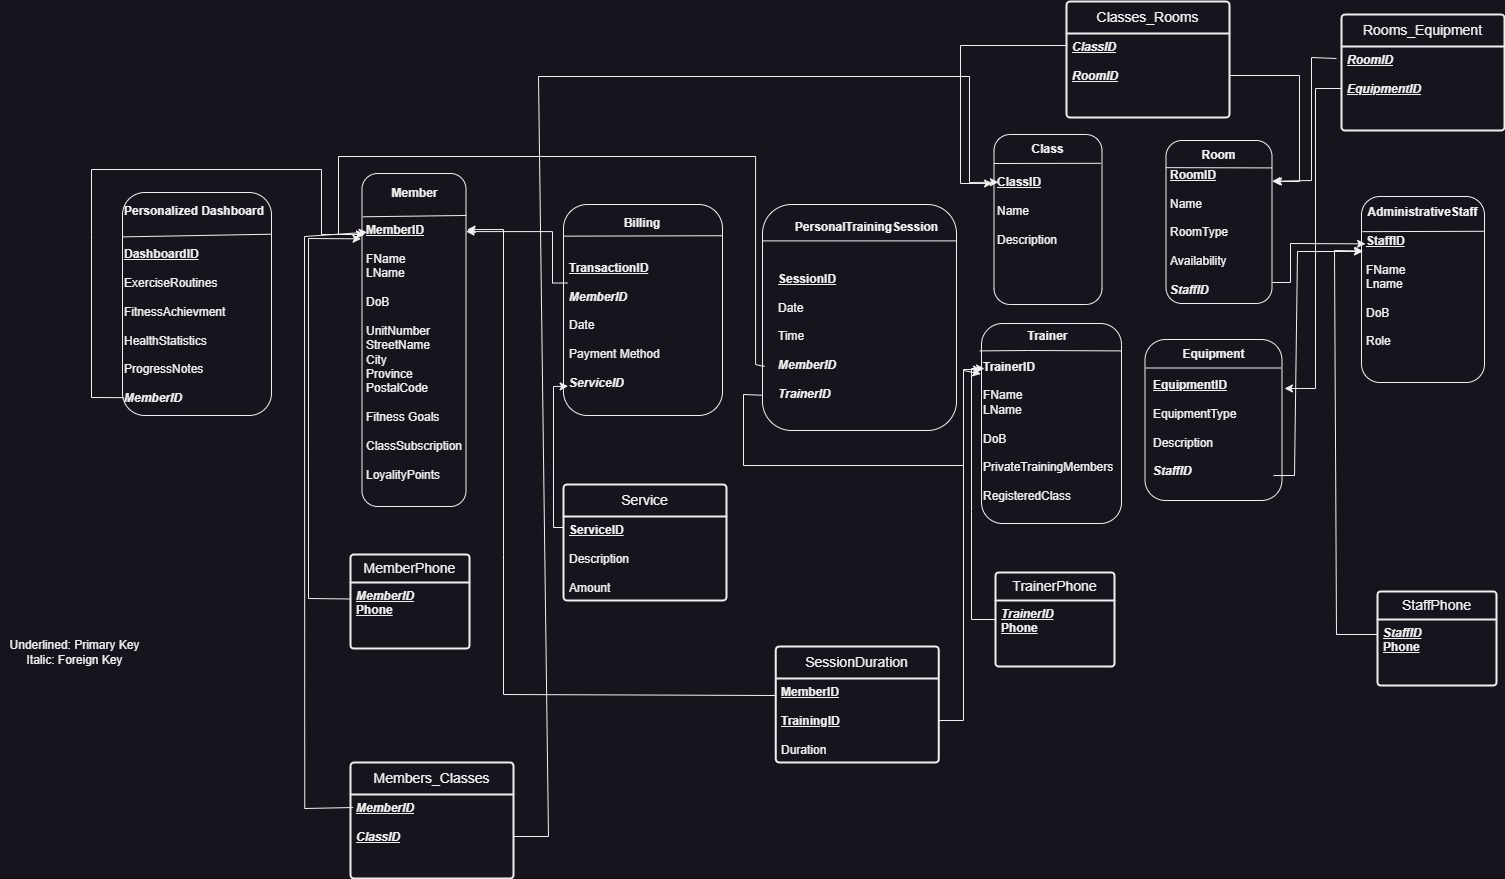 Classes_Rooms
ClassID
RoomID
Rooms_Equipment
RoomID
EquipmentID
Class
ClassID
Name
Description
Room
RoomID
Name
RoomType
Availability
StaffID
AdministrativeStaff
StaffID
FName
Lname
DoB
Role
Personalized Dashboard
DashboardID
ExerciseRoutines
FitnessAchievment
HealthStatistics
ProgressNotes
MemberID
Member
MemberID
FName
LName
DoB
UnitNumber
StreetName
City
Province
PostalCode
Fitness Goals
ClassSubscription
LoyalityPoints
Billing
TransactionID
MemberID
Date
Payment Method
ServiceID
PersonalTrainingSession
SessionID
Date
Time
MemberID
TrainerID
Trainer
TrainerID
FName
LName
DoB
PrivateTrainingMembers
RegisteredClass
Equipment
EquipmentID
EquipmentType
Description
StaffID
Service
ServiceID
Description
Amount
MemberPhone
MemberID
Phone
TrainerPhone
TrainerID
Phone
StaffPhone
StaffID
Phone
Underlined: Primary Key
Italic: Foreign Key
SessionDuration
MemberID
TrainingID
Duration
Members_Classes
MemberID
ClassID